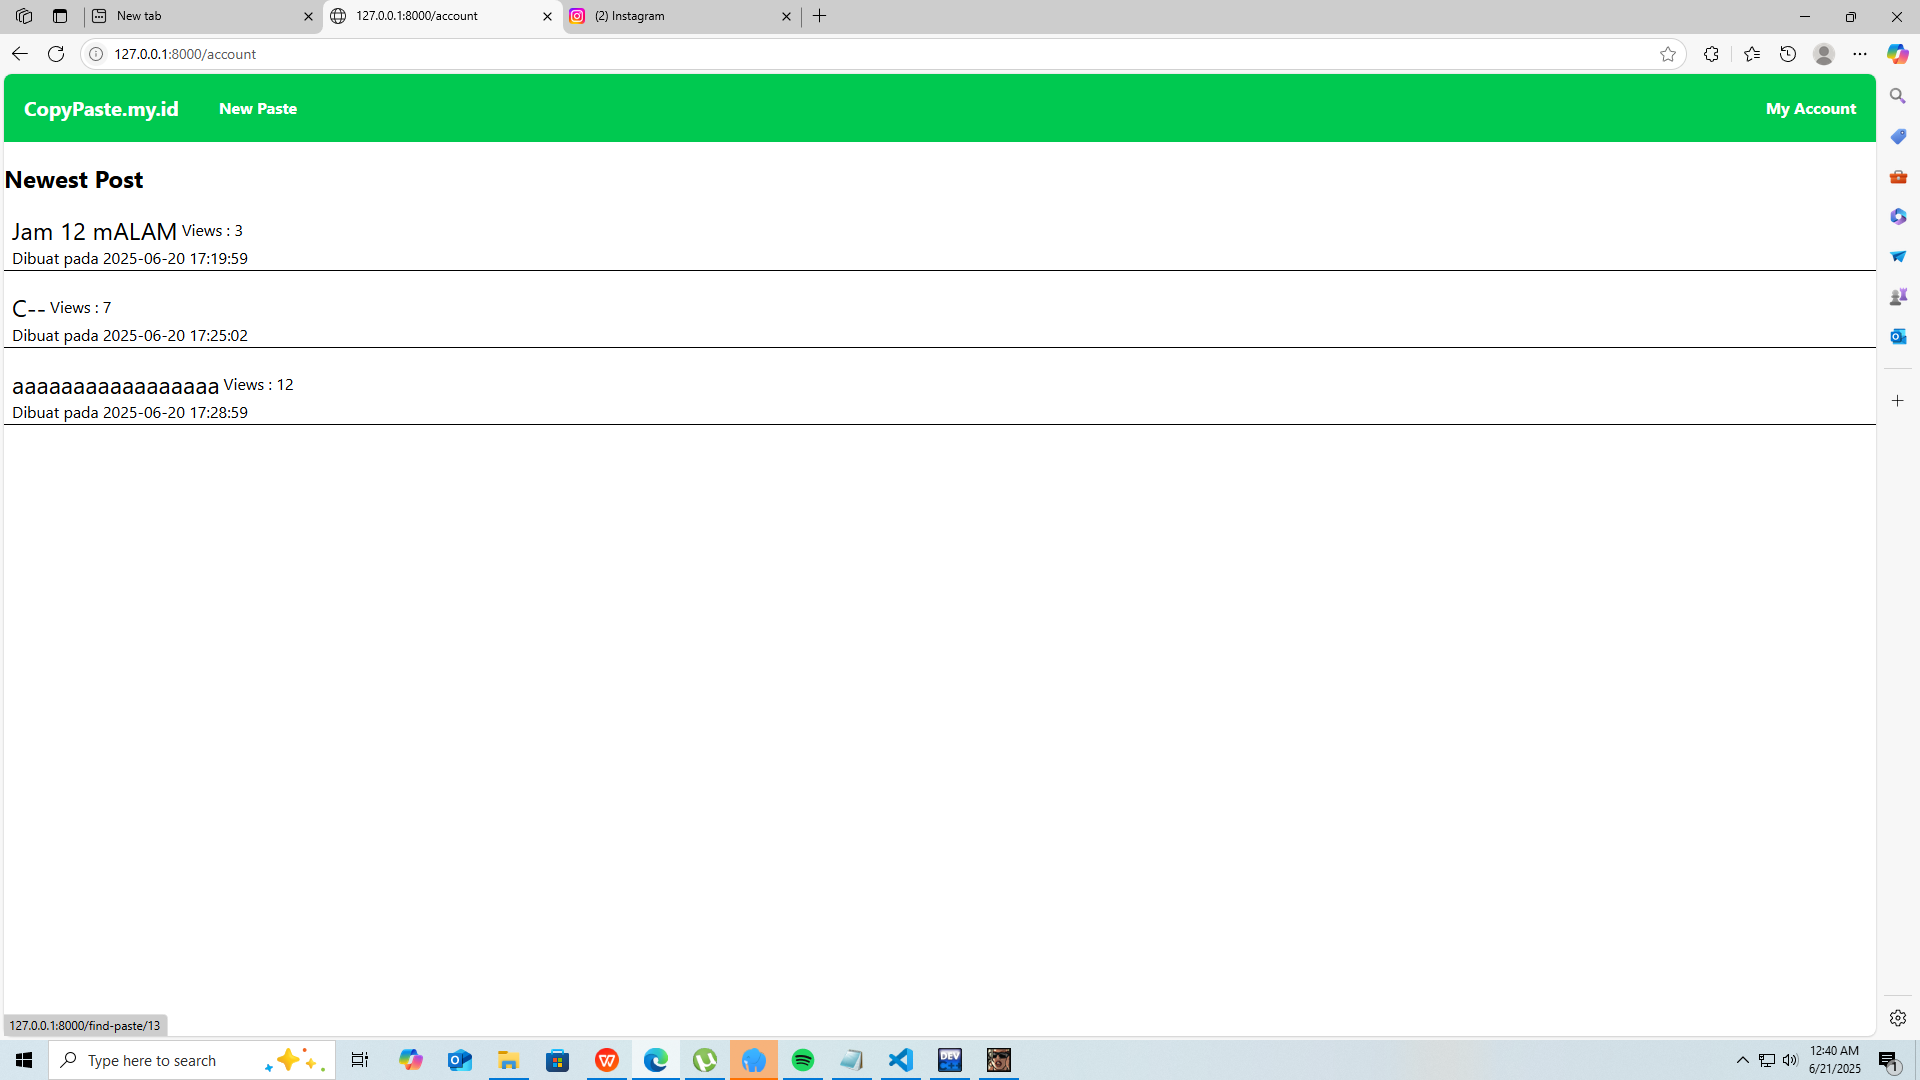 New tab
127.0.0.1:8000/account
(2) Instagram
127.0.0.1:8000/account
CopyPaste.my.id
New Paste
My Account
Newest Post
Jam 12 mALAM Views : 3
Dibuat pada 2025-06-20 17:19:59
C-- Views : 7
Dibuat pada 2025-06-20 17:25:02
aaaaaaaaaaaaaaaaa Views : 12
Dibuat pada 2025-06-20 17:28:59
127.0.0.1:8000/find-paste/13
Type here to search
DEV
12:40 AM
6/21/2025
1